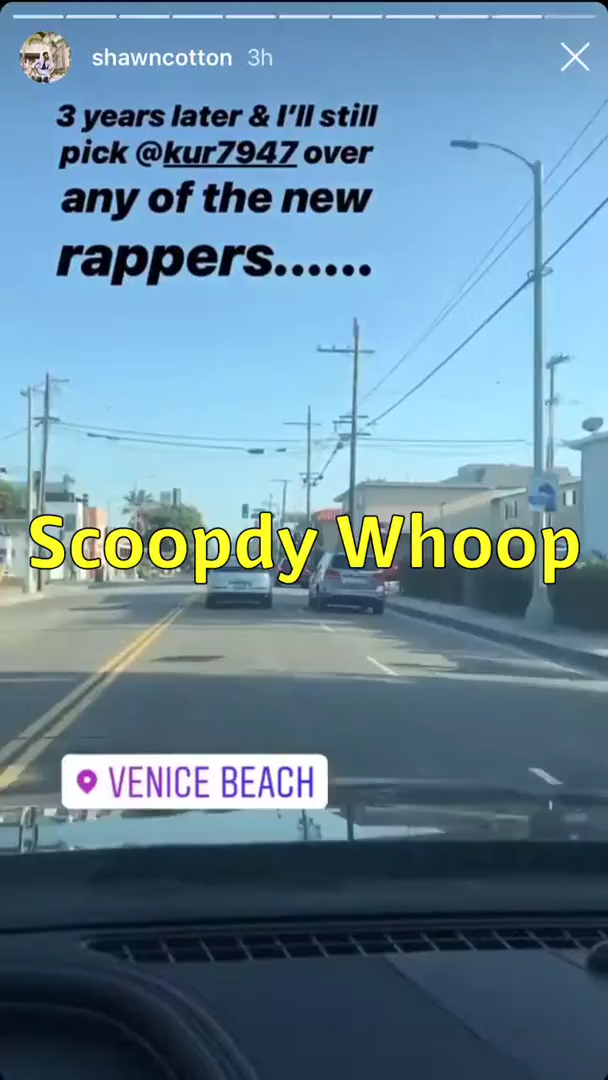 shawncotton 3h
3 years later & I'll still
pick @kur7947 over
any of the new
rappers......
Scoopdy Whoop
VENICE BEACH